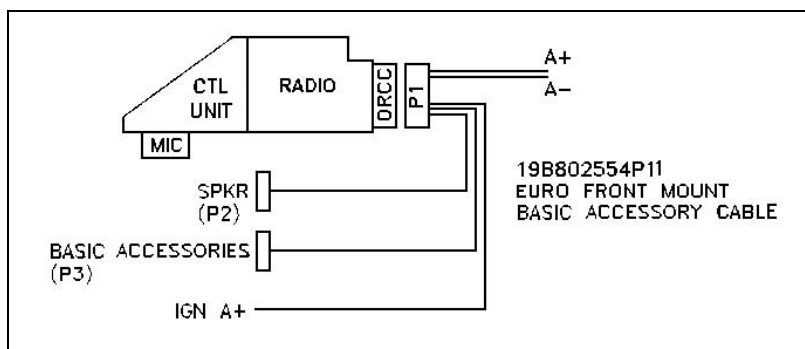 A+
A-
CTL
UNIT
RADIO
ORCC
P1
MIC
19B802554P11
EURO FRONT MOUNT
BASIC ACCESSORY CABLE
SPKR
(P2)
BASIC ACCESSORIES
(P3)
IGN A+